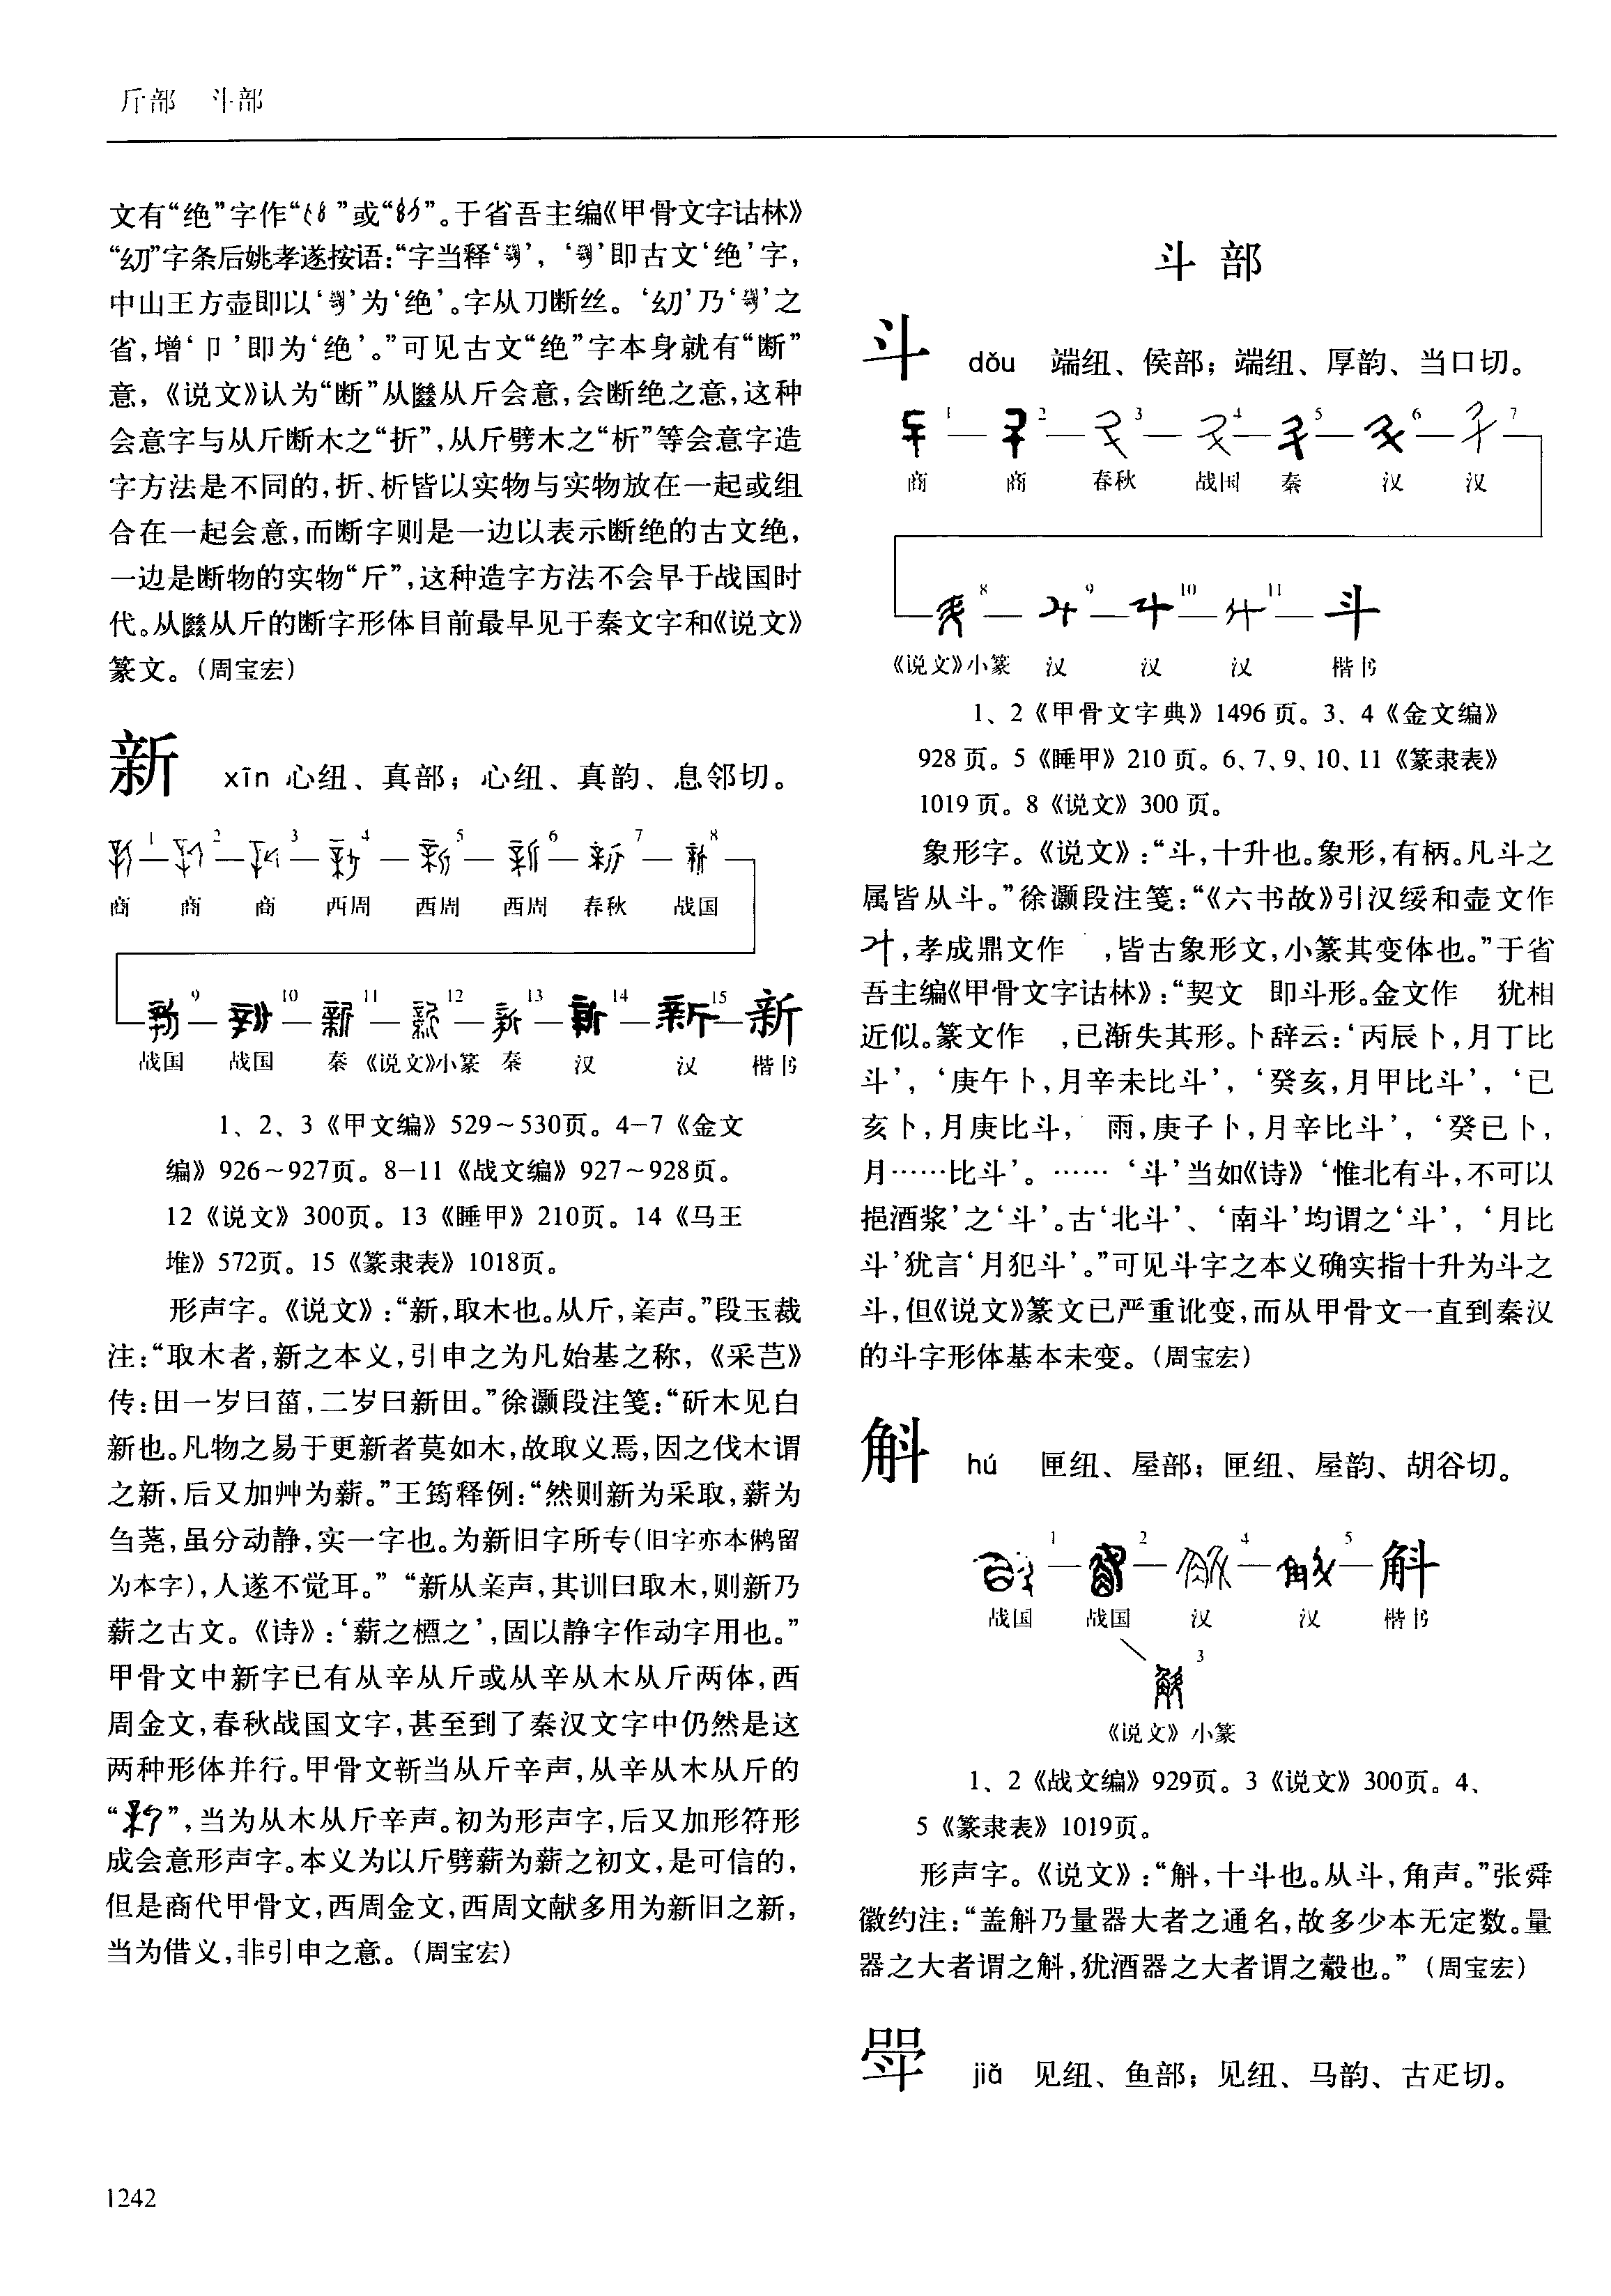 斤部 斗部
文有“绝”字作“ ”或“ ”。于省吾主编《甲骨文字诂林》
“ ”字条后姚孝遂按语：“字当释‘ ’，‘ ’即古文‘绝’字，
中山王方壶即以‘ ’为‘绝’。字从刀断丝。‘ ’乃‘ ’之
省，增‘卩’即为‘绝’。”可见古文“绝”字本身就有“断”
意，《说文》认为“断”从㡭从斤会意，会断绝之意，这种
会意字与从斤断木之“折”，从斤劈木之“析”等会意字造
字方法是不同的，折、析皆以实物与实物放在一起或组
合在一起会意，而断字则是一边以表示断绝的古文绝，
一边是断物的实物“斤”，这种造字方法不会早于战国时
代。从㡭从斤的断字形体目前最早见于秦文字和《说文》
篆文。（周宝宏）
新 xīn 心纽、真部；心纽、真韵、息邻切。
1 2 3 4 5 6 7 8
商 商 商 西周 西周 西周 春秋 战国
9 10 11 12 13 14 15 新
战国 战国 秦 《说文》小篆 秦 汉 汉 楷书
1、2、3《甲文编》529～530页。4－7《金文
编》926～927页。8－11《战文编》927～928页。
12《说文》300页。13《睡甲》210页。14《马王
堆》572页。15《篆隶表》1018页。
形声字。《说文》：“新，取木也。从斤，亲声。”段玉裁
注：“取木者，新之本义，引申之为凡始基之称，《采芑》
传：田一岁曰菑，二岁曰新田。”徐灏段注笺：“斫木见白
新也。凡物之易于更新者莫如木，故取义焉，因之伐木谓
之新，后又加艸为薪。”王筠释例：“然则新为采取，薪为
刍荛，虽分动静，实一字也。为新旧字所专（旧字亦本鸺留
为本字），人遂不觉耳。”“新从亲声，其训曰取木，则新乃
薪之古文。《诗》：‘薪之槱之’，固以静字作动字用也。”
甲骨文中新字已有从辛从斤或从辛从木从斤两体，西
周金文，春秋战国文字，甚至到了秦汉文字中仍然是这
两种形体并行。甲骨文新当从斤辛声，从辛从木从斤的
“ ”，当为从木从斤辛声。初为形声字，后又加形符形
成会意形声字。本义为以斤劈薪为薪之初文，是可信的，
但是商代甲骨文，西周金文，西周文献多用为新旧之新，
当为借义，非引申之意。（周宝宏）
1242
斗部
斗 dǒu 端纽、侯部；端纽、厚韵、当口切。
1 2 3 4 5 6 7
商 商 春秋 战国 秦 汉 汉
8 9 10 11 斗
《说文》小篆 汉 汉 汉 楷书
1、2《甲骨文字典》1496页。3、4《金文编》
928页。5《睡甲》210页。6、7、9、10、11《篆隶表》
1019页。8《说文》300页。
象形字。《说文》：“斗，十升也。象形，有柄。凡斗之
属皆从斗。”徐灏段注笺：“《六书故》引汉绥和壶文作
，孝成鼎文作 ，皆古象形文，小篆其变体也。”于省
吾主编《甲骨文字诂林》：“契文 即斗形。金文作 犹相
近似。篆文作 ，已渐失其形。卜辞云：‘丙辰卜，月丁比
斗’，‘庚午卜，月辛未比斗’，‘癸亥，月甲比斗’，‘已
亥卜，月庚比斗， 雨，庚子卜，月辛比斗’，‘癸已卜，
月……比斗’。……‘斗’当如《诗》‘惟北有斗，不可以
挹酒浆’之‘斗’。古‘北斗’、‘南斗’均谓之‘斗’，‘月比
斗’犹言‘月犯斗’。”可见斗字之本义确实指十升为斗之
斗，但《说文》篆文已严重讹变，而从甲骨文一直到秦汉
的斗字形体基本未变。（周宝宏）
斛 hú 匣纽、屋部；匣纽、屋韵、胡谷切。
1 2 4 5 斛
战国 战国 汉 汉 楷书
3
《说文》小篆
1、2《战文编》929页。3《说文》300页。4、
5《篆隶表》1019页。
形声字。《说文》：“斛，十斗也。从斗，角声。”张舜
徽约注：“盖斛乃量器大者之通名，故多少本无定数。量
器之大者谓之斛，犹酒器之大者谓之觳也。”（周宝宏）
斝 jiǎ 见纽、鱼部；见纽、马韵、古疋切。